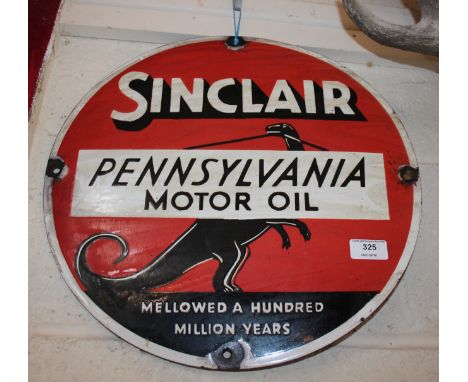 SINCLAIR
PENNSYLVANIA
MOTOR OIL
325
MELLOWED A HUNDRED
MILLION YEARS